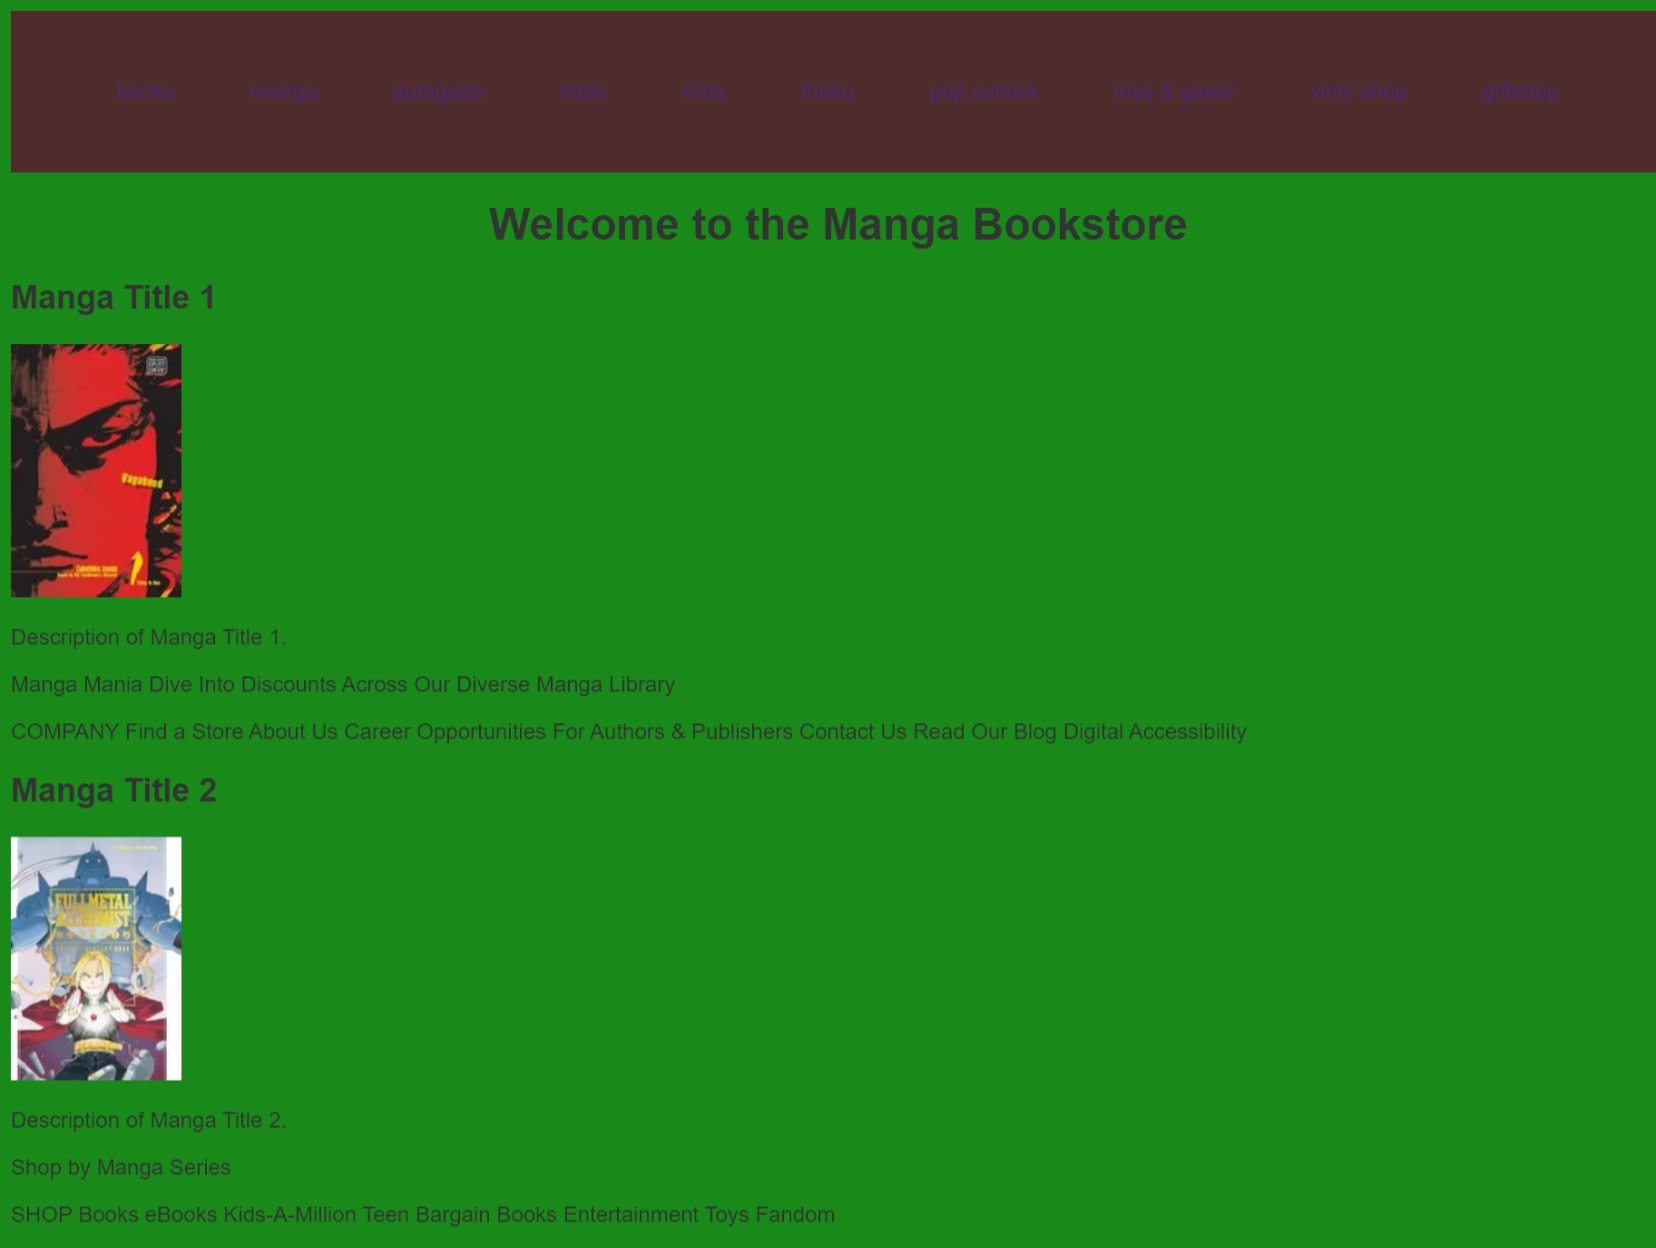 books manga autagrath bible Kids funko pop culture toys & game vinly shop giftshop
Welcome to the Manga Bookstore
Manga Title 1
Vagabond
Takehiko Inoue
Description of Manga Title 1.
Manga Mania Dive Into Discounts Across Our Diverse Manga Library
COMPANY Find a Store About Us Career Opportunities For Authors & Publishers Contact Us Read Our Blog Digital Accessibility
Manga Title 2
FULLMETAL
ALCHEMIST
Description of Manga Title 2.
Shop by Manga Series
SHOP Books eBooks Kids-A-Million Teen Bargain Books Entertainment Toys Fandom